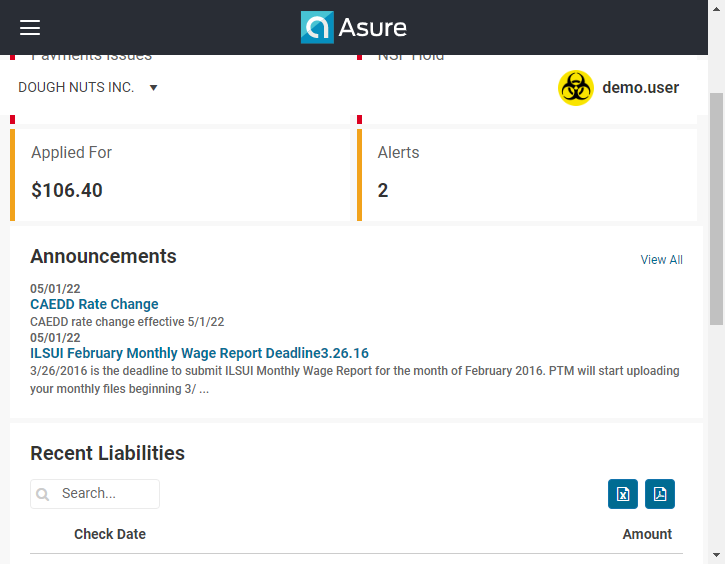 Asure
Payments Issues
NSF Hold
DOUGH NUTS INC.
demo.user
Applied For
$106.40
Alerts
2
Announcements
View All
05/01/22
CAEDD Rate Change
CAEDD rate change effective 5/1/22
05/01/22
ILSUI February Monthly Wage Report Deadline3.26.16
3/26/2016 is the deadline to submit ILSUI Monthly Wage Report for the month of February 2016. PTM will start uploading
your monthly files beginning 3/ ...
Recent Liabilities
Search...
Check Date
Amount